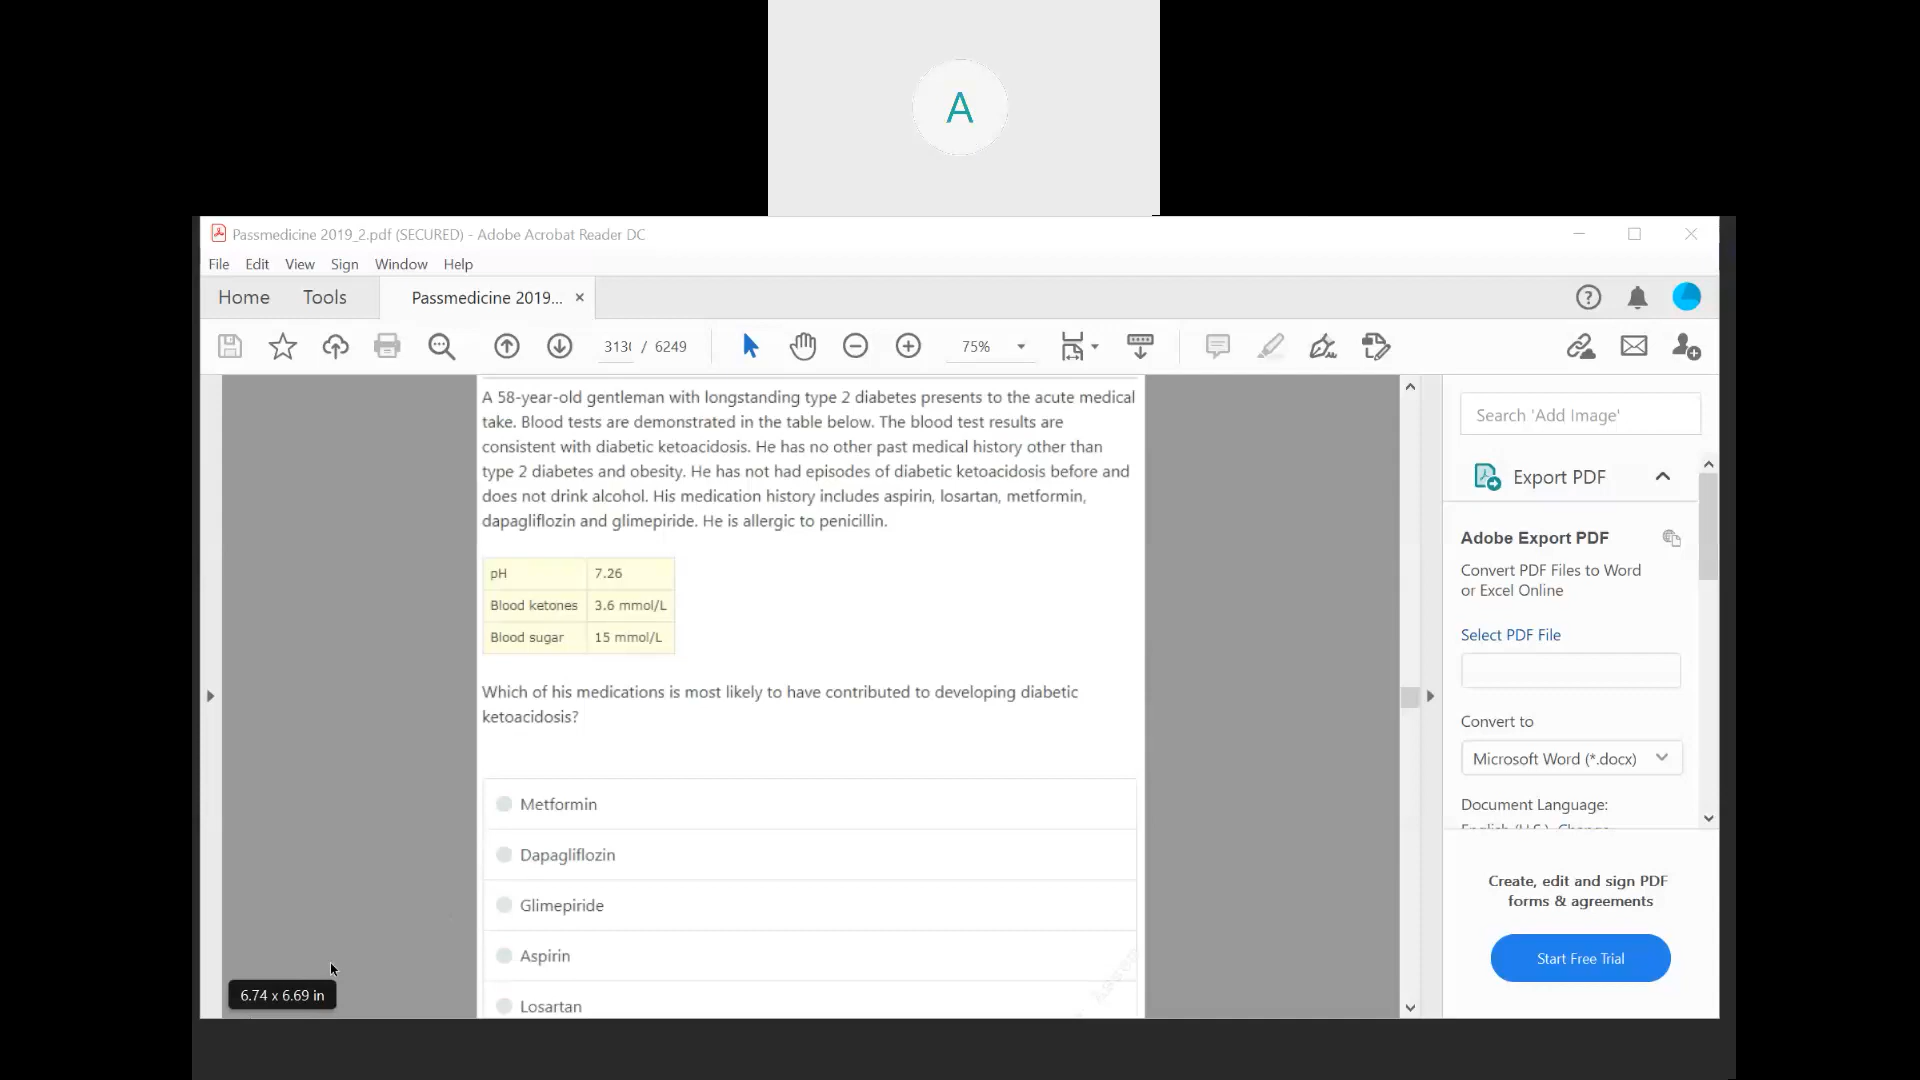 A
Passmedicine 2019_2.pdf (SECURED) - Adobe Acrobat Reader DC
File Edit View Sign Window Help
Home Tools Passmedicine 2019... ×
/ 6249 75%
A 58-year-old gentleman with longstanding type 2 diabetes presents to the acute medical
take. Blood tests are demonstrated in the table below. The blood test results are
consistent with diabetic ketoacidosis. He has no other past medical history other than
type 2 diabetes and obesity. He has not had episodes of diabetic ketoacidosis before and
does not drink alcohol. His medication history includes aspirin, losartan, metformin,
dapagliflozin and glimepiride. He is allergic to penicillin.
pH 7.26
Blood ketones 3.6 mmol/L
Blood sugar 15 mmol/L
Which of his medications is most likely to have contributed to developing diabetic
ketoacidosis?
Metformin
Dapagliflozin
Glimepiride
Aspirin
Losartan
6.74 x 6.69 in
Search 'Add Image'
Export PDF
Adobe Export PDF
Convert PDF Files to Word
or Excel Online
Select PDF File
Convert to
Microsoft Word (*.docx)
Document Language:
Create, edit and sign PDF
forms & agreements
Start Free Trial